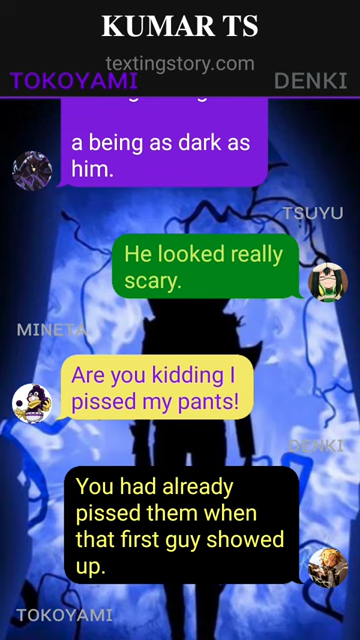 KUMAR TS
textingstory.com
TOKOYAMI DENKI
a being as dark as
him.
TSUYU
He looked really
scary.
MINETA
Are you kidding I
pissed my pants!
DENKI
You had already
pissed them when
that first guy showed
up.
TOKOYAMI